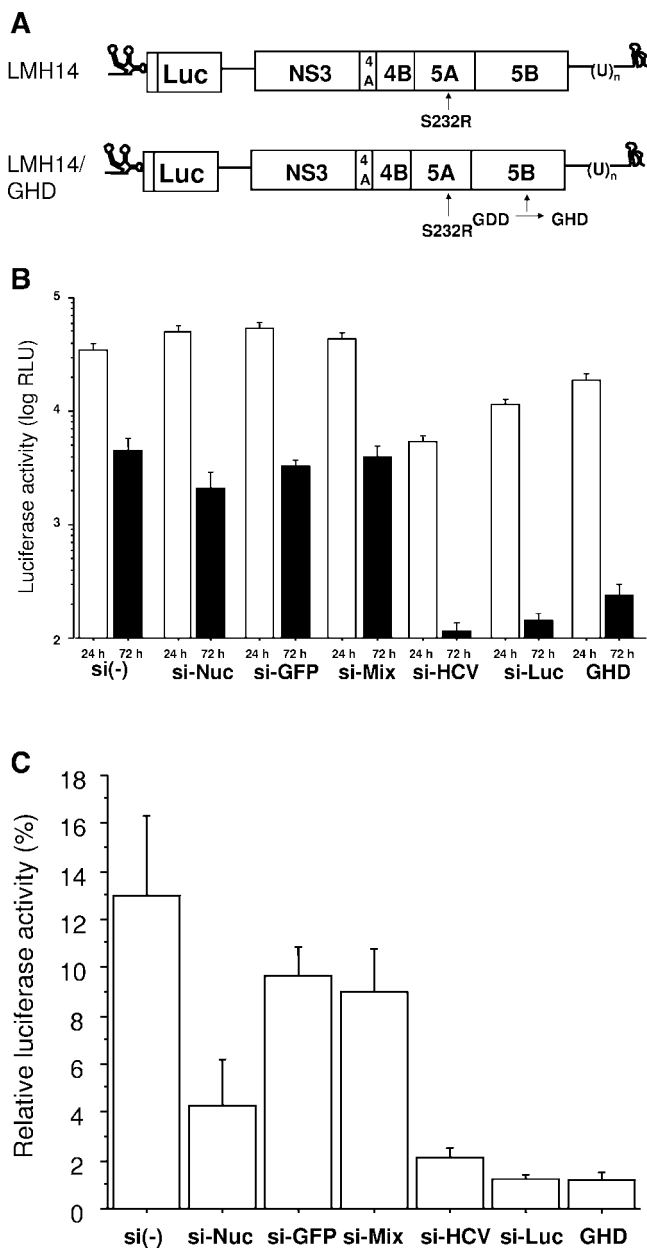 A
LMH14
Luc NS3 4A 4B 5A 5B (U)n
S232R
LMH14/
GHD
Luc NS3 4A 4B 5A 5B (U)n
S232R GDD GHD
B
Luciferase activity (log RLU)
5
4
3
2
24 h 72 h 24 h 72 h 24 h 72 h 24 h 72 h 24 h 72 h 24 h 72 h 24 h 72 h
si(-) si-Nuc si-GFP si-Mix si-HCV si-Luc GHD
C
Relative luciferase activity (%)
18
16
14
12
10
8
6
4
2
0
si(-) si-Nuc si-GFP si-Mix si-HCV si-Luc GHD